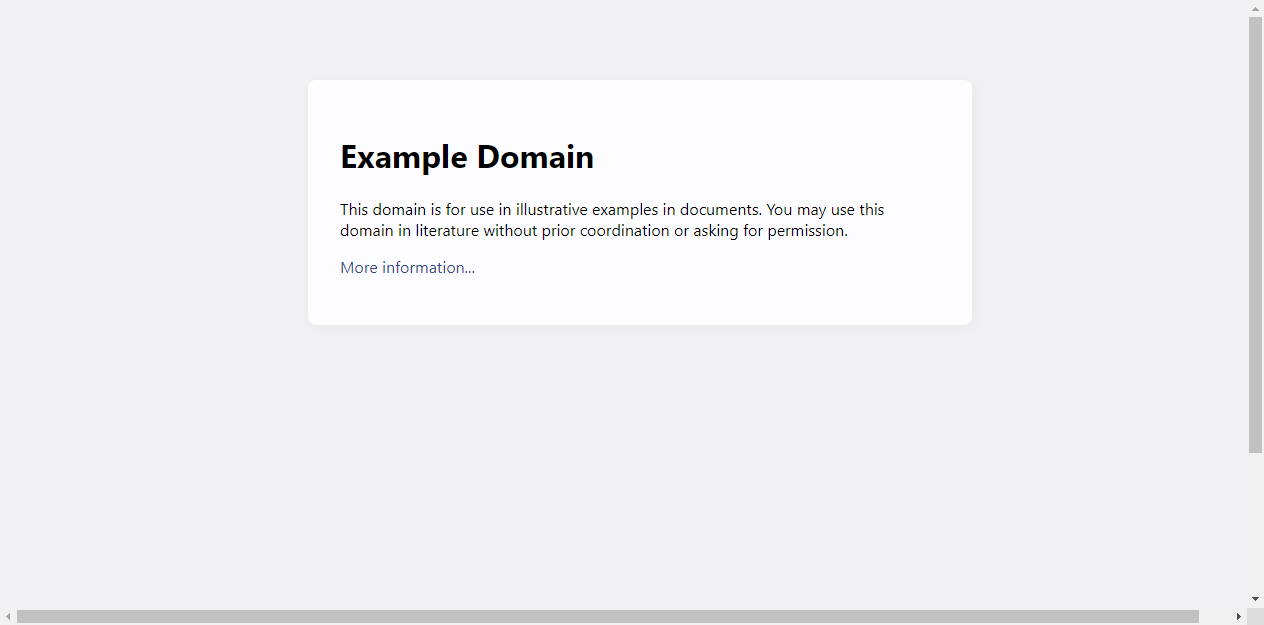 Example Domain
This domain is for use in illustrative examples in documents. You may use this
domain in literature without prior coordination or asking for permission.
More information...